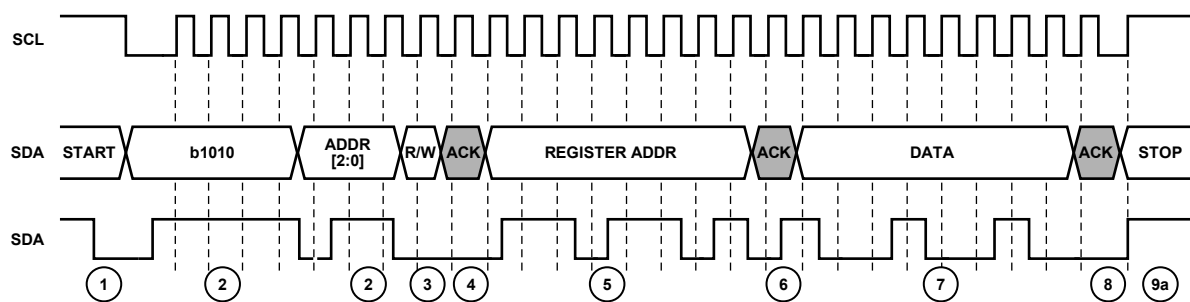 SCL
SDA START b1010 ADDR R/W ACK REGISTER ADDR ACK DATA ACK STOP
[2:0]
SDA
1 2 2 3 4 5 6 7 8 9a